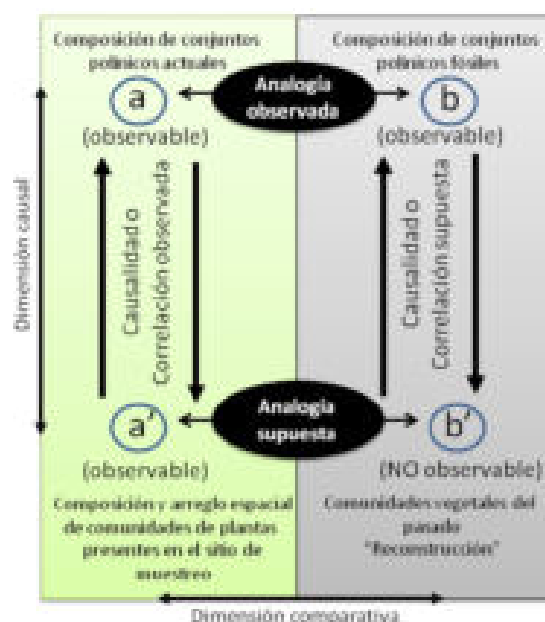 Composición de conjuntos
polínicos actuales
Composición de conjuntos
polínicos fósiles
Analogía
observada
a
(observable)
b
(observable)
Dimensión causal
Causalidad o
Correlación observada
Causalidad o
Correlación supuesta
Analogía
supuesta
a’
(observable)
b’
(NO observable)
Composición y arreglo espacial
de comunidades de plantas
presentes en el sitio de
muestreo
Comunidades vegetales del
pasado
"Reconstrucción"
Dimensión comparativa